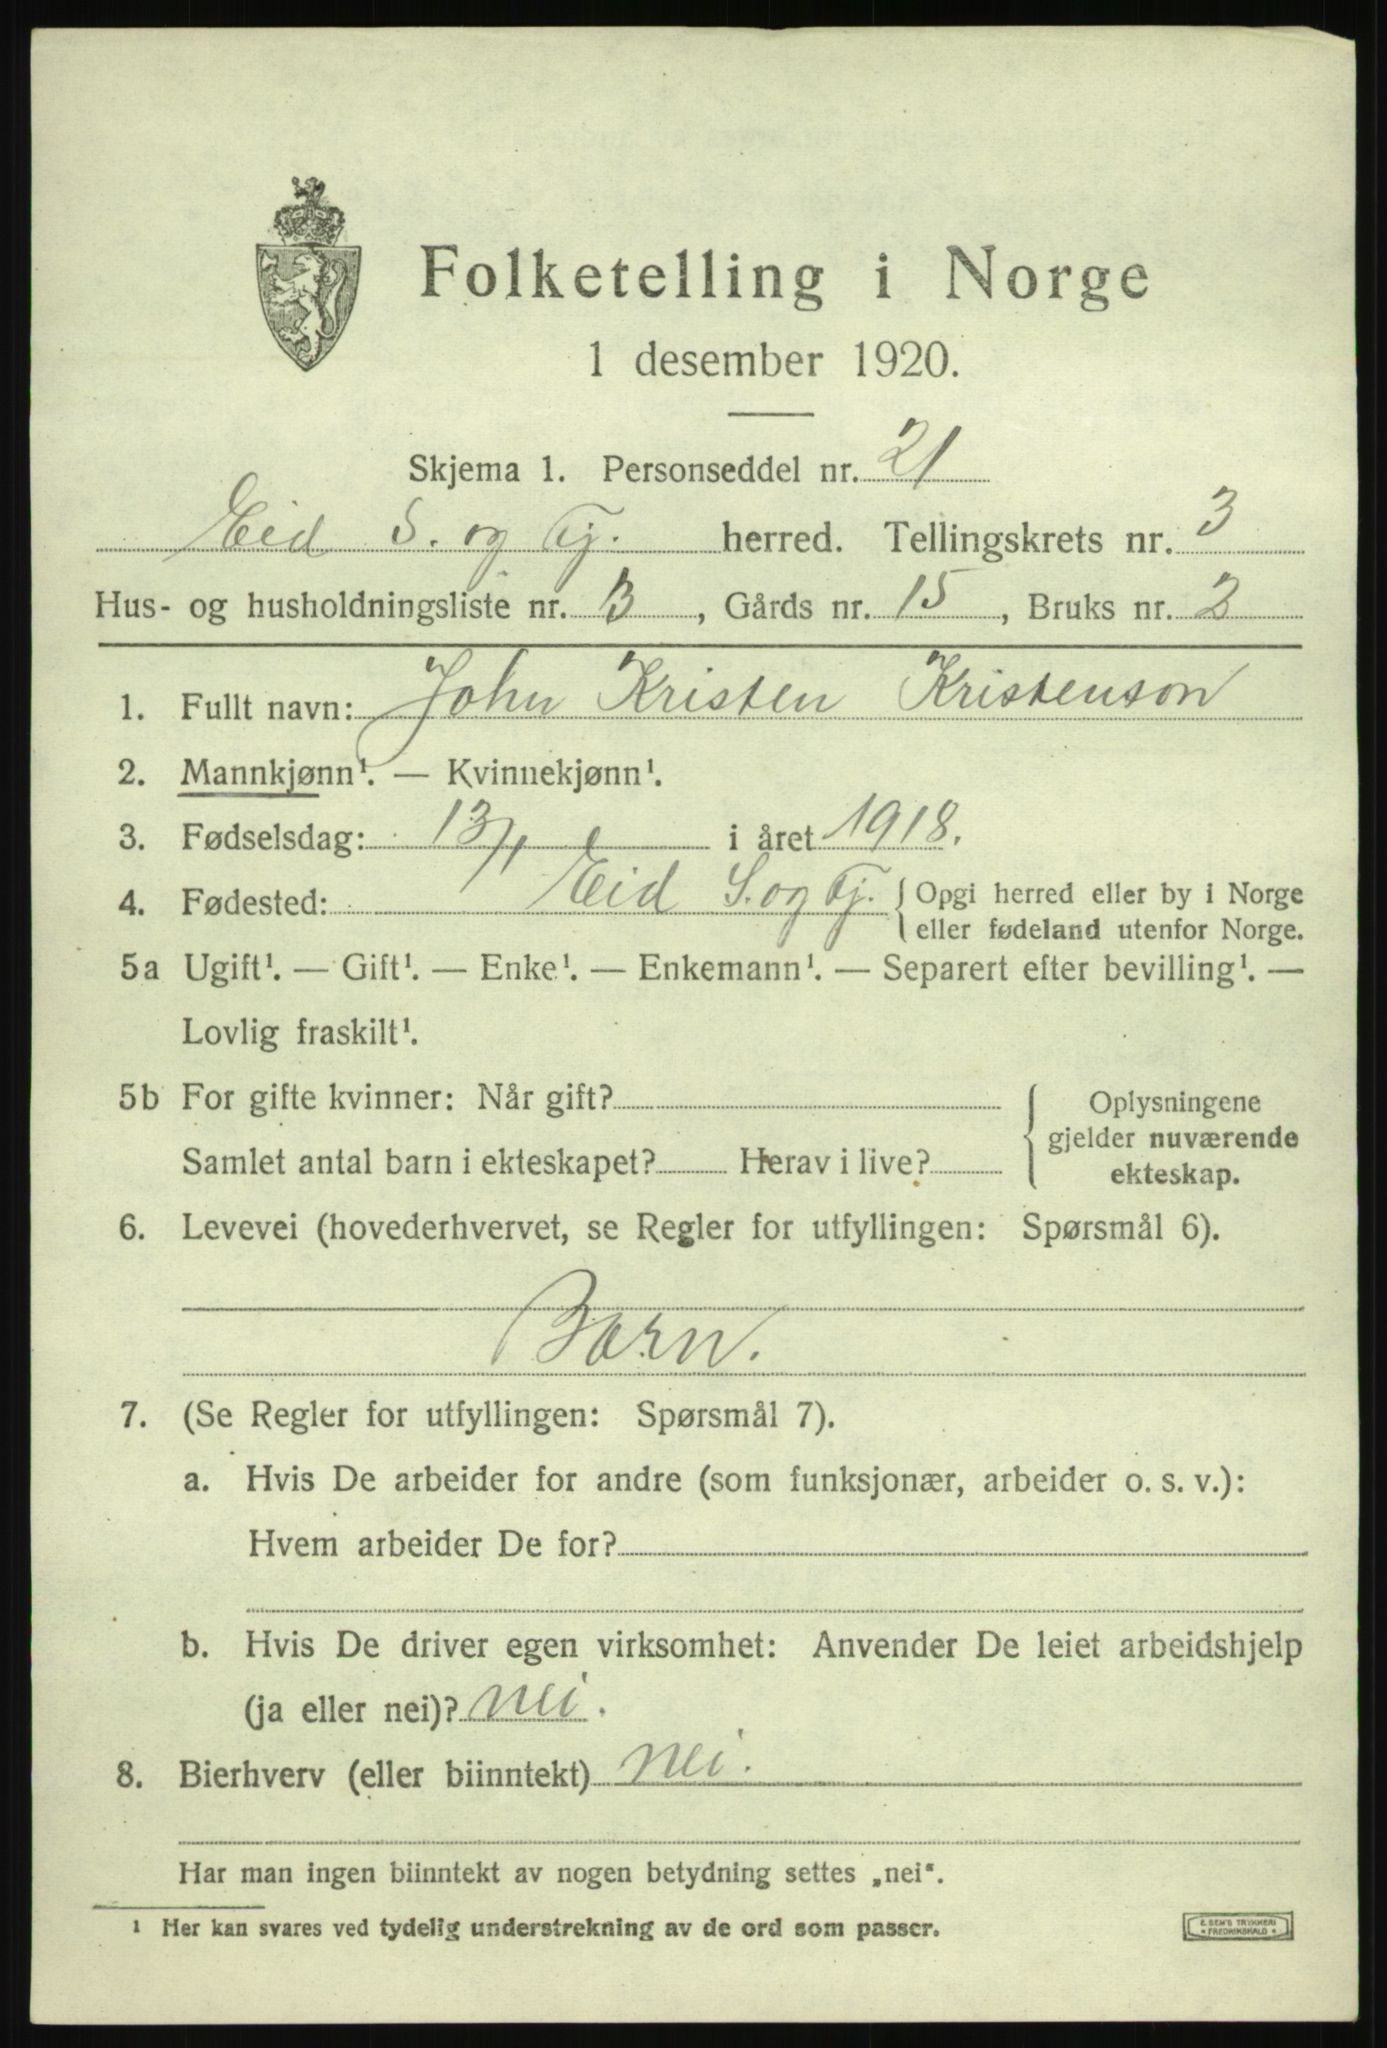 Folketelling i Norge
1 desember 1920.
Skjema 1. Personseddel nr. 21
Eid S. og Fj. herred. Tellingskrets nr. 3
Hus- og husholdningsliste nr. 13, Gårds nr. 15, Bruks nr. 2
1. Fullt navn: John Kristen Kristenson
2. Mannkjønn¹. — Kvinnekjønn¹.
3. Fødselsdag: 13/1 i året 1918.
4. Fødested: Eid S. og Fj. { Opgi herred eller by i Norge
eller fødeland utenfor Norge.
5a Ugift¹. — Gift¹. — Enke¹. — Enkemann¹. — Separert efter bevilling¹. —
Lovlig fraskilt¹.
5b For gifte kvinner: Når gift?
Samlet antal barn i ekteskapet? Herav i live?
Oplysningene
gjelder nuværende
ekteskap.
6. Levevei (hovederhvervet, se Regler for utfyllingen: Spørsmål 6).
Born.
7. (Se Regler for utfyllingen: Spørsmål 7).
a. Hvis De arbeider for andre (som funksjonær, arbeider o. s. v.):
Hvem arbeider De for?
b. Hvis De driver egen virksomhet: Anvender De leiet arbeidshjelp
(ja eller nei)? nei.
8. Bierhverv (eller biinntekt) nei.
Har man ingen biinntekt av nogen betydning settes „nei“.
¹ Her kan svares ved tydelig understrekning av de ord som passer.
E. SEM'S TRYKKERI
FREDRIKSHALD